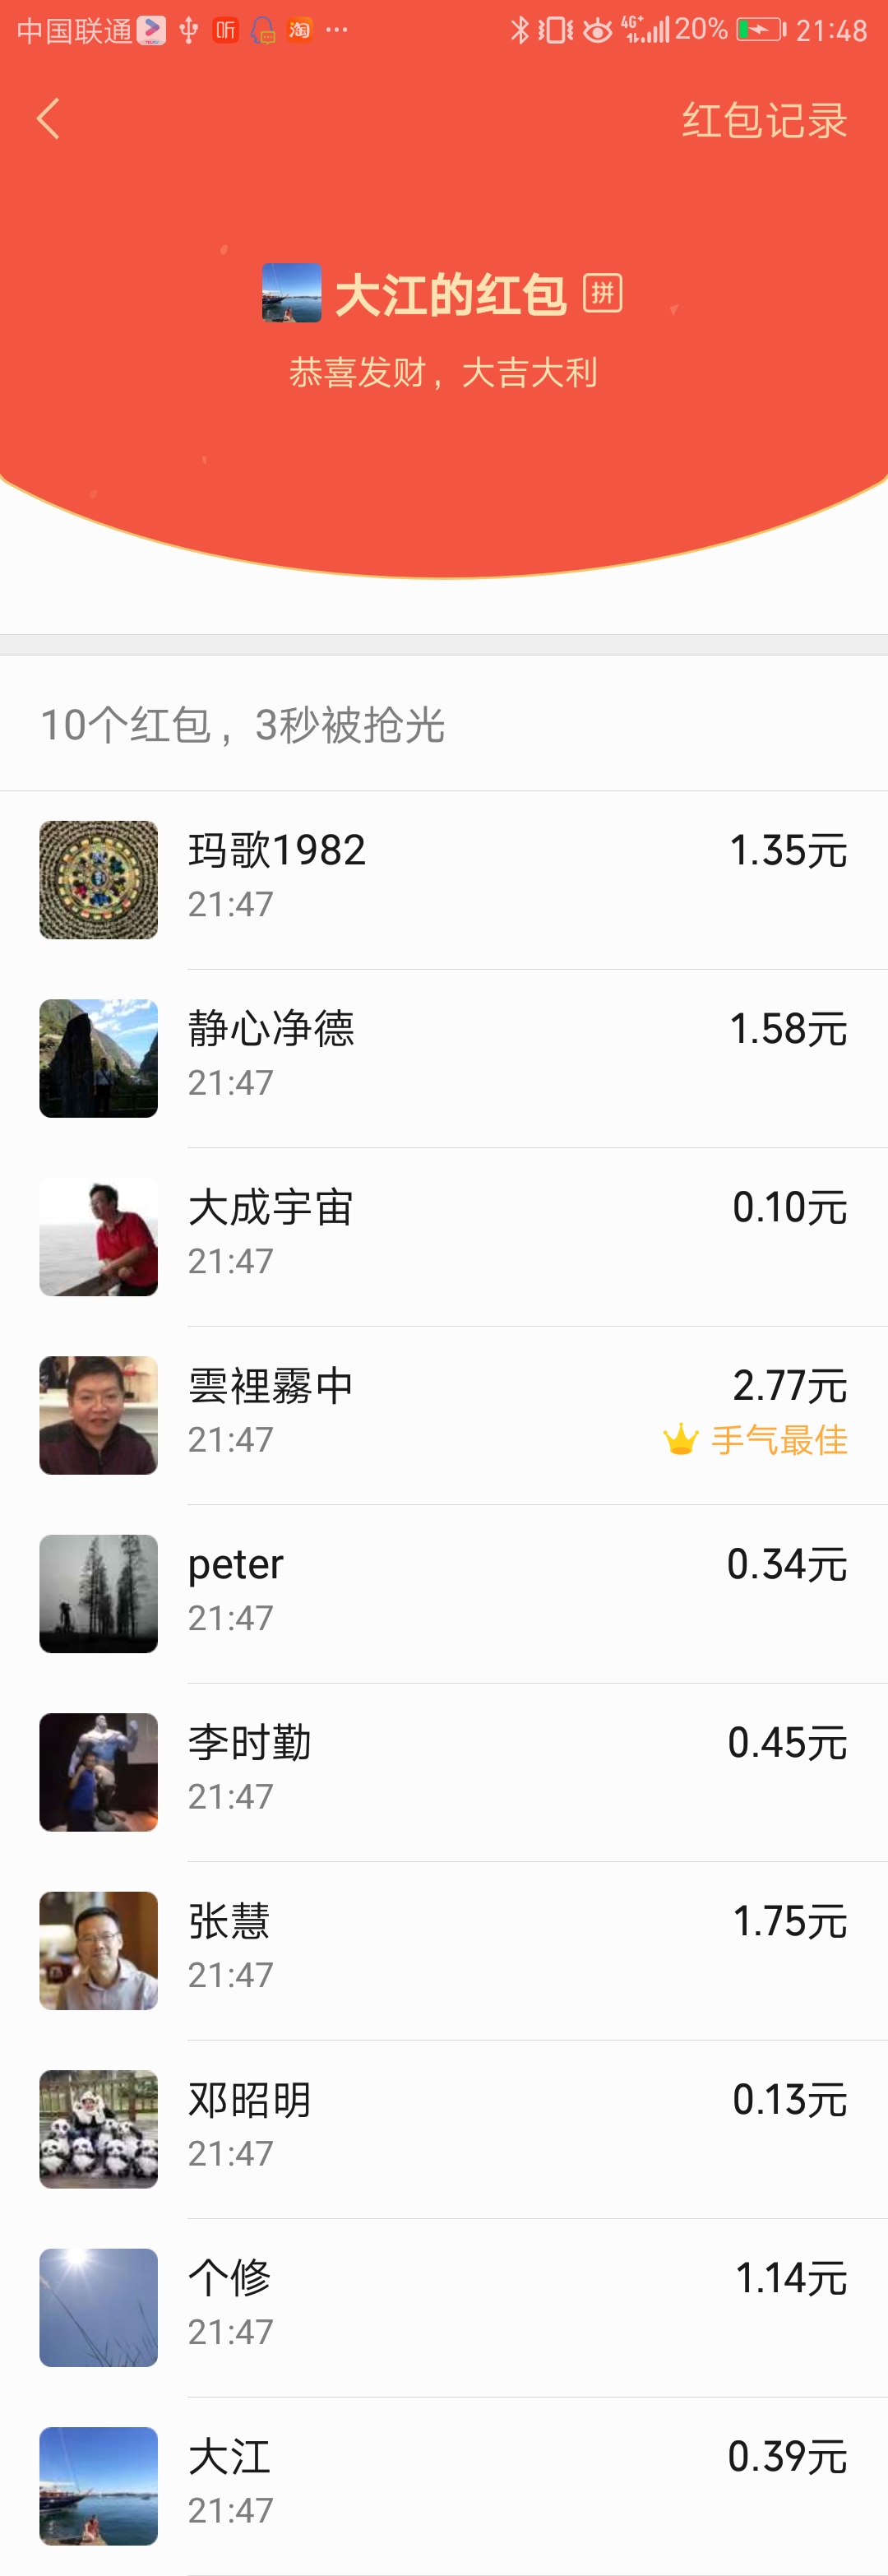 中国联通 听 淘 ··· 4G+ 20% 21:48
红包记录
大江的红包 拼
恭喜发财，大吉大利
10个红包，3秒被抢光
玛歌1982 1.35元
21:47
静心净德 1.58元
21:47
大成宇宙 0.10元
21:47
雲裡霧中 2.77元
21:47 手气最佳
peter 0.34元
21:47
李时勤 0.45元
21:47
张慧 1.75元
21:47
邓昭明 0.13元
21:47
个修 1.14元
21:47
大江 0.39元
21:47